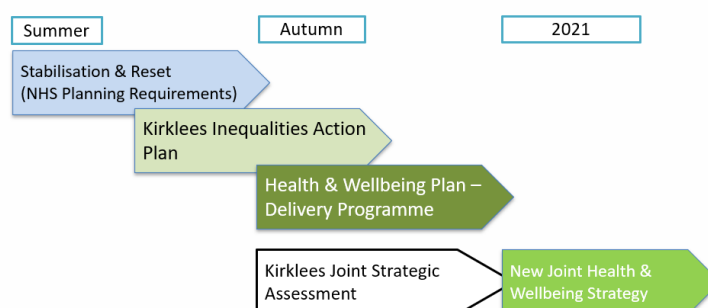 Summer
Autumn
2021
Stabilisation & Reset
(NHS Planning Requirements)
Kirklees Inequalities Action
Plan
Health & Wellbeing Plan –
Delivery Programme
Kirklees Joint Strategic
Assessment
New Joint Health &
Wellbeing Strategy